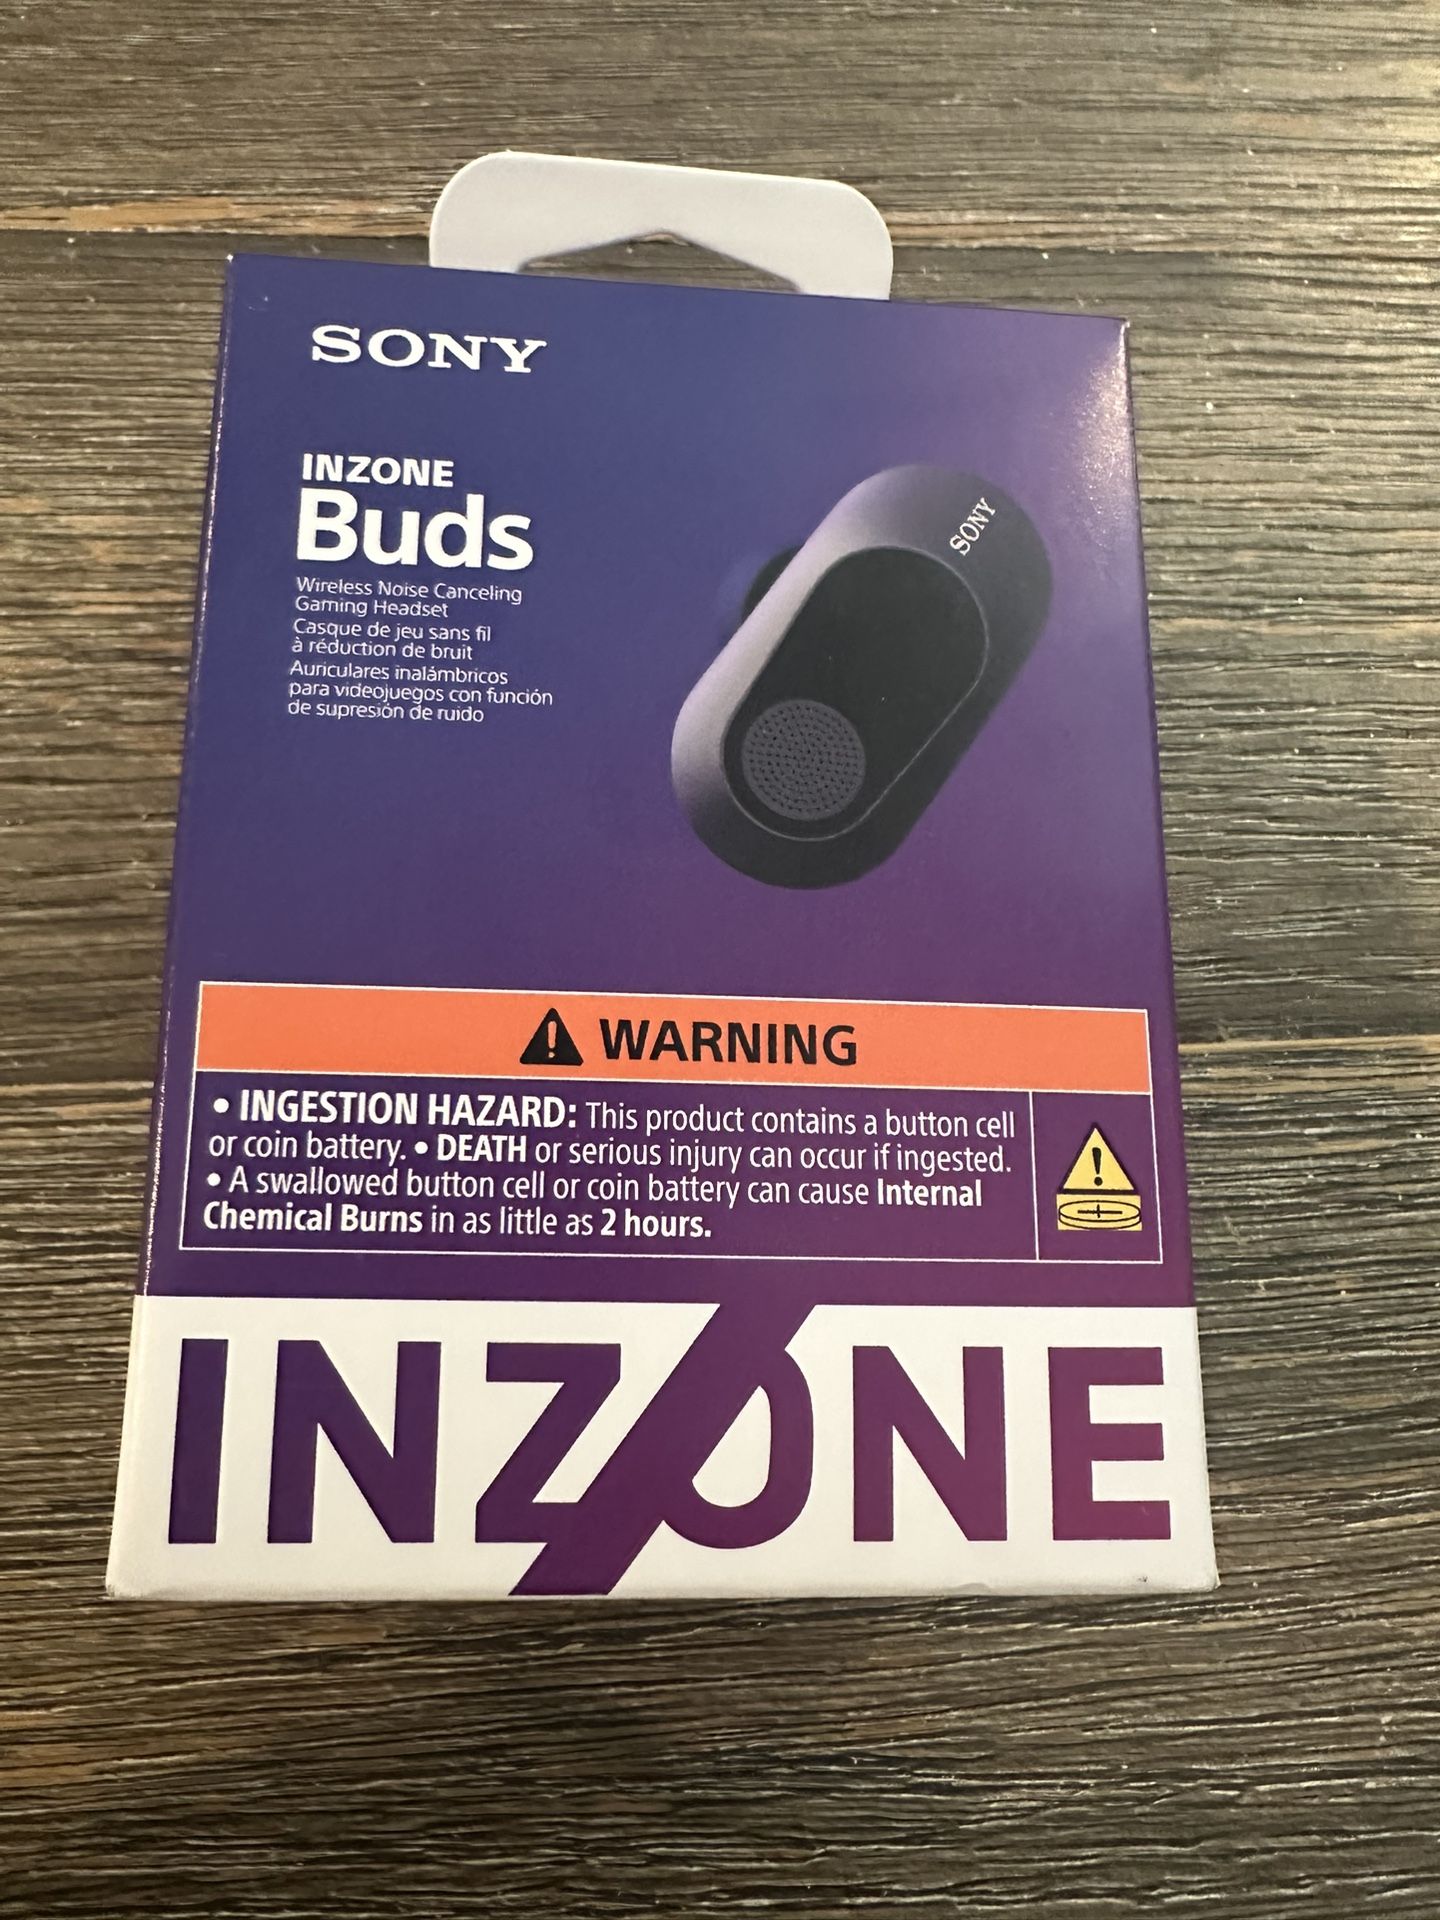 SONY
INZONE
Buds
Wireless Noise Canceling
Gaming Headset
Casque de jeu sans fil
à réduction de bruit
Auriculares inalámbricos
para videojuegos con función
de supresión de ruido
SONY
WARNING
• INGESTION HAZARD: This product contains a button cell
or coin battery. • DEATH or serious injury can occur if ingested.
• A swallowed button cell or coin battery can cause Internal
Chemical Burns in as little as 2 hours.
INZONE